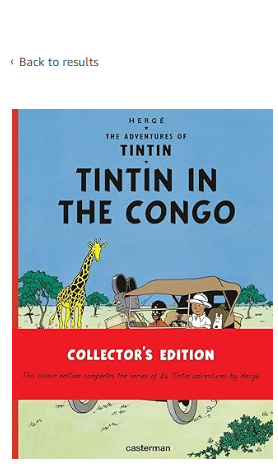 ‹ Back to results
HERGÉ
THE ADVENTURES OF
TINTIN
TINTIN IN
THE CONGO
COLLECTOR'S EDITION
This colour edition completes the series of 24 Tintin adventures by Hergé
casterman